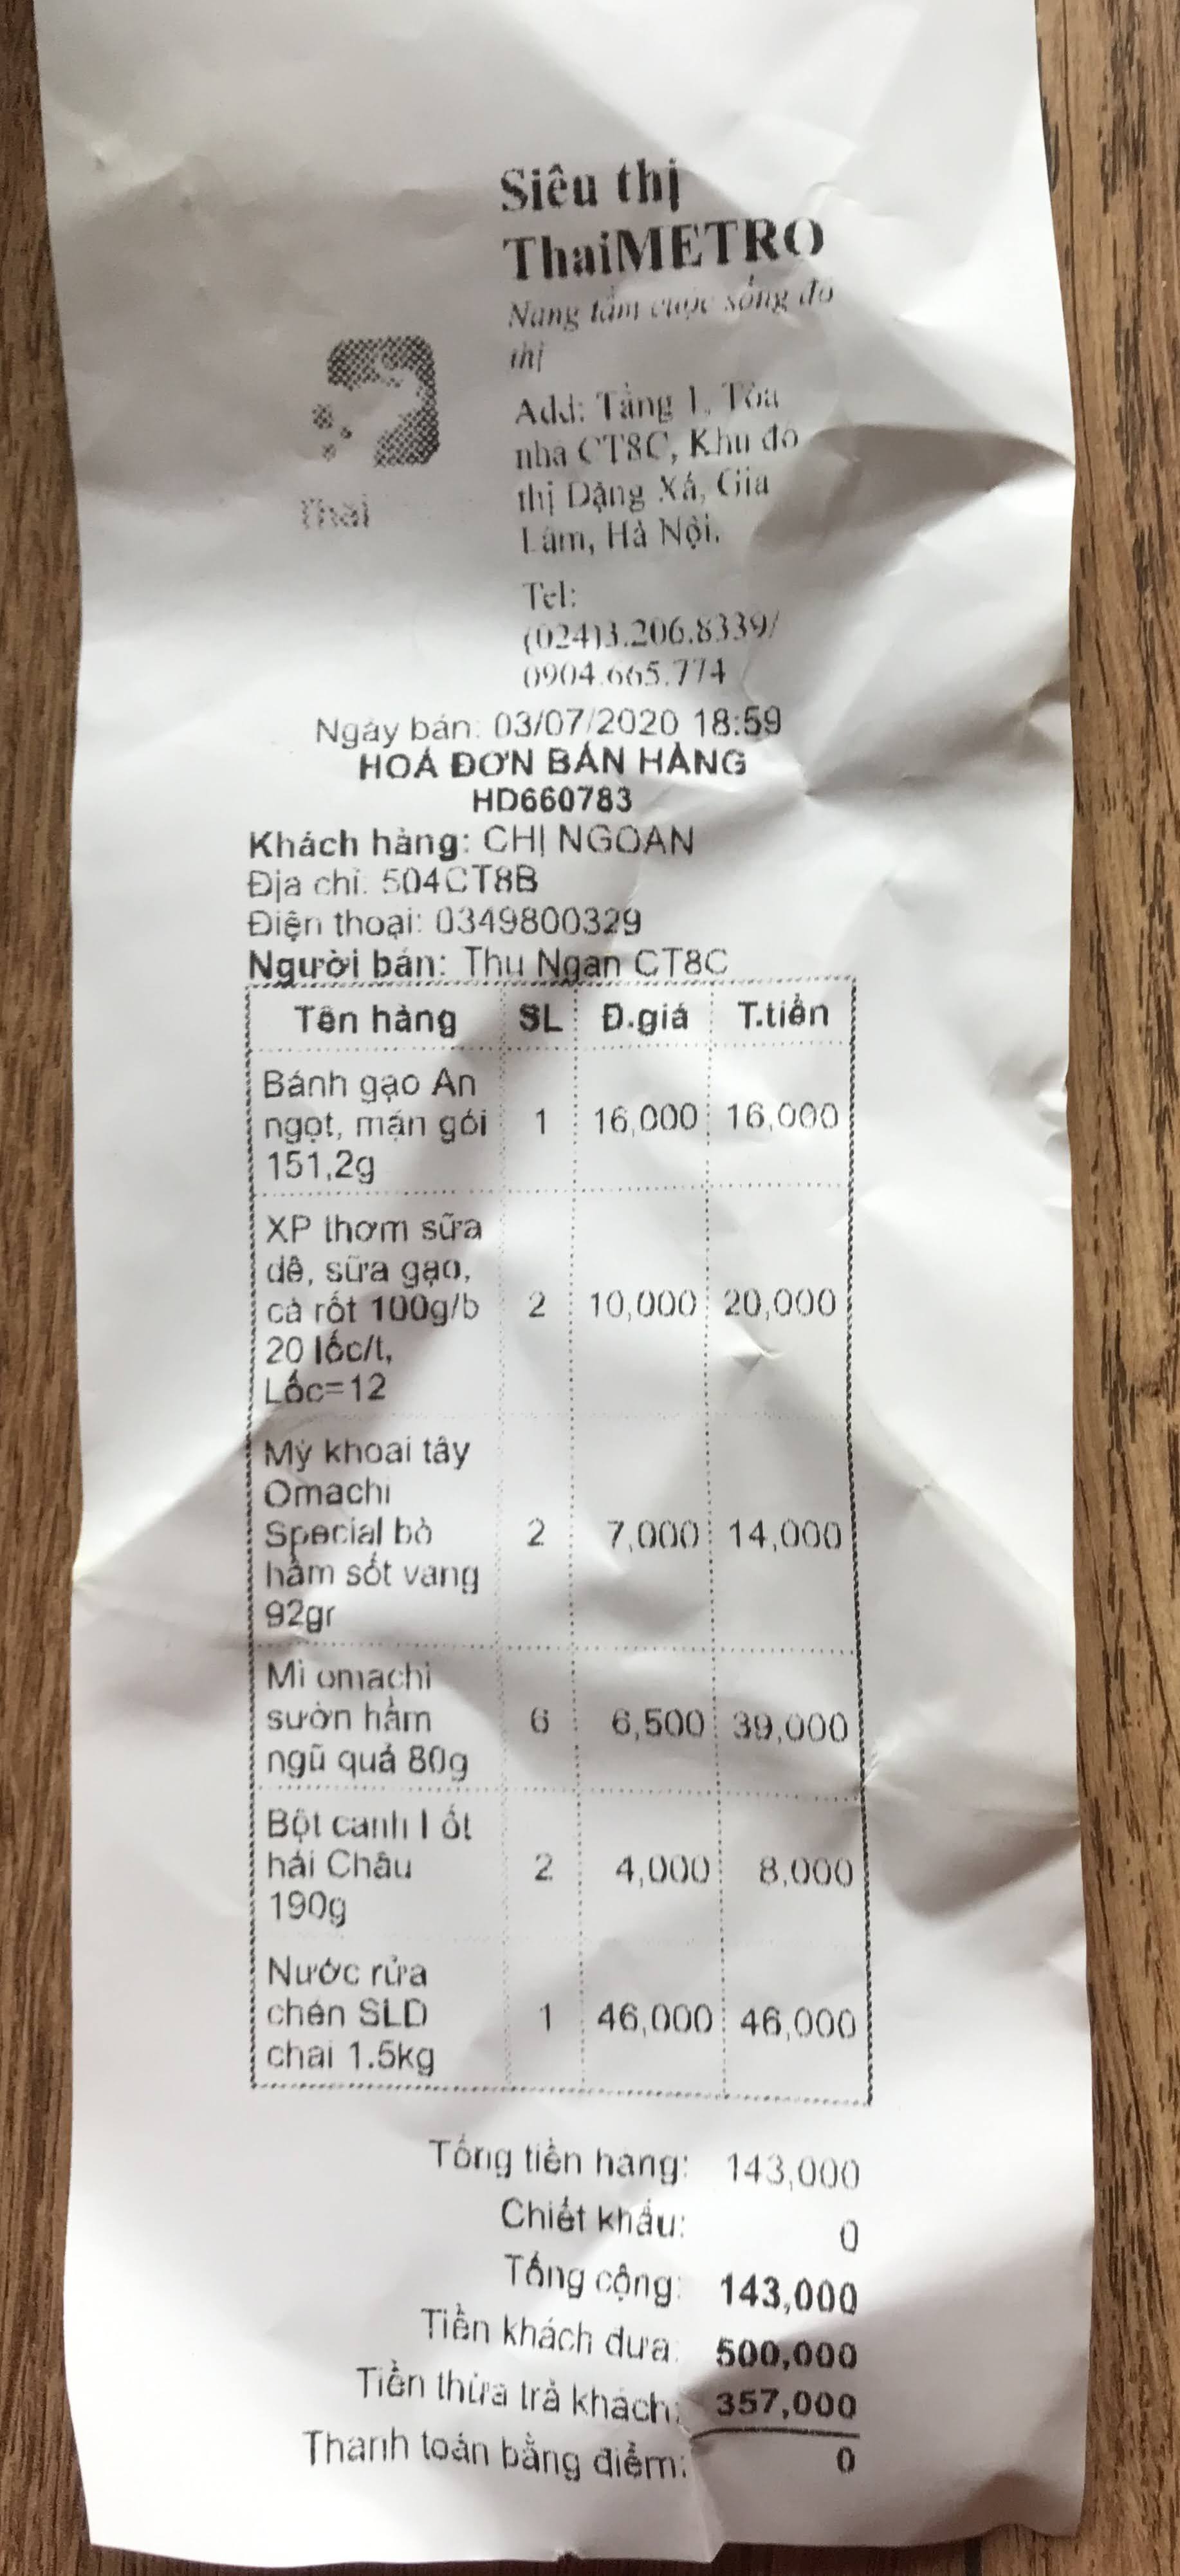 Siêu thị
ThaiMETRO
Nâng tầm cuộc sống đô
thị
Thai
Add: Tầng 1, Tòa
nhà CT8C, Khu đô
thị Đặng Xá, Gia
Lâm, Hà Nội.
Tel:
(024)3.206.8339/
0904.665.774
Ngày bán: 03/07/2020 18:59
HOÁ ĐƠN BÁN HÀNG
HD660783
Khách hàng: CHỊ NGOAN
Địa chỉ: 504CT8B
Điện thoại: 0349800329
Người bán: Thu Ngan CT8C
Tên hàng SL Đ.giá T.tiền
Bánh gạo An
ngọt, mặn gói 1 16,000 16,000
151,2g
XP thơm sữa
dê, sữa gạo,
cà rốt 100g/b 2 10,000 20,000
20 lốc/t,
Lốc=12
Mỳ khoai tây
Omachi
Special bò 2 7,000 14,000
hầm sốt vang
92gr
Mì omachi
sườn hầm 6 6,500 39,000
ngũ quả 80g
Bột canh I ốt
hải Châu 2 4,000 8,000
190g
Nước rửa
chén SLD 1 46,000 46,000
chai 1.5kg
Tổng tiền hàng: 143,000
Chiết khấu: 0
Tổng cộng: 143,000
Tiền khách đưa: 500,000
Tiền thừa trả khách: 357,000
Thanh toán bằng điểm: 0